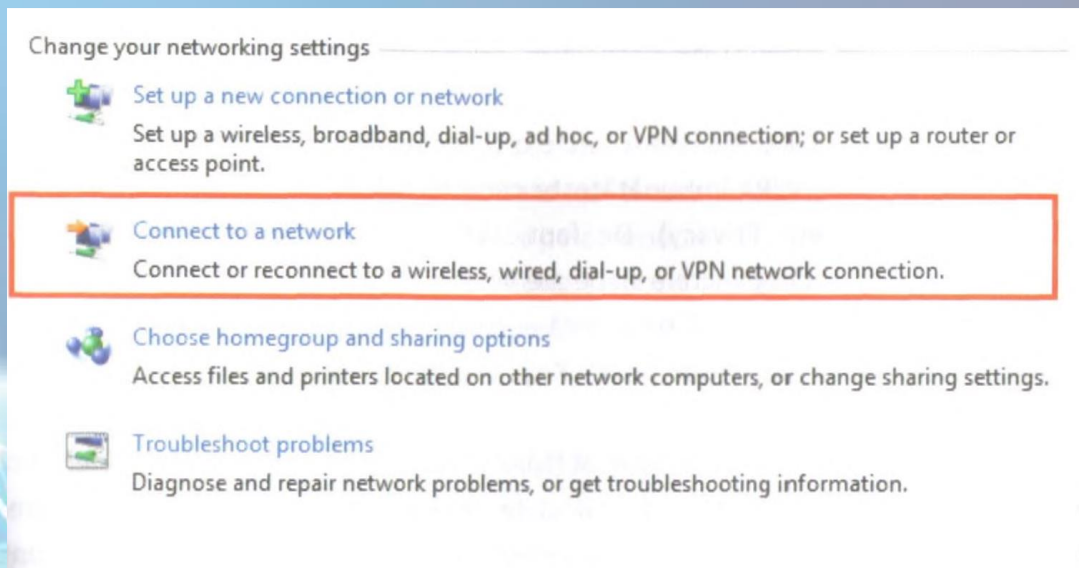 Change your networking settings
Set up a new connection or network
Set up a wireless, broadband, dial-up, ad hoc, or VPN connection; or set up a router or
access point.
Connect to a network
Connect or reconnect to a wireless, wired, dial-up, or VPN network connection.
Choose homegroup and sharing options
Access files and printers located on other network computers, or change sharing settings.
Troubleshoot problems
Diagnose and repair network problems, or get troubleshooting information.